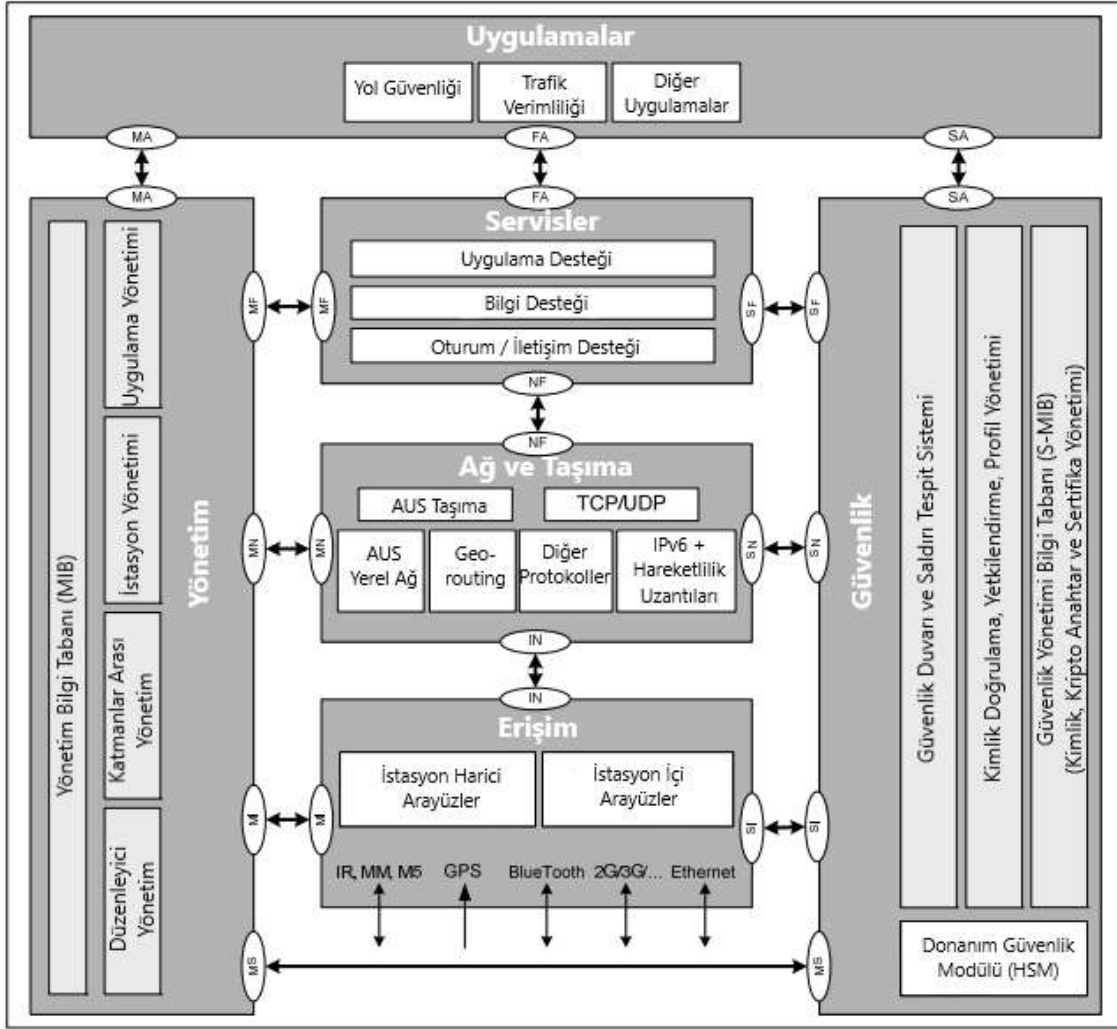 Uygulamalar
Yol Güvenliği
Trafik
Verimliliği
Diğer
Uygulamalar
MA
FA
SA
MA
FA
SA
Yönetim
Yönetim Bilgi Tabanı (MIB)
Uygulama Yönetimi
İstasyon Yönetimi
Katmanlar Arası
Yönetim
Düzenleyici
Yönetim
MF
MF
MN
MN
MI
MI
MS
Servisler
Uygulama Desteği
Bilgi Desteği
Oturum / İletişim Desteği
NF
NF
Ağ ve Taşıma
AUS Taşıma
TCP/UDP
AUS
Yerel Ağ
Geo-
routing
Diğer
Protokoller
IPv6 +
Hareketlilik
Uzantıları
IN
IN
Erişim
İstasyon Harici
Arayüzler
İstasyon İçi
Arayüzler
IR, MM, M5
GPS
BlueTooth
2G/3G/...
Ethernet
SF
SF
SN
SN
SI
SI
MS
Güvenlik
Güvenlik Duvarı ve Saldırı Tespit Sistemi
Kimlik Doğrulama, Yetkilendirme, Profil Yönetimi
Güvenlik Yönetimi Bilgi Tabanı (S-MIB)
(Kimlik, Kripto Anahtar ve Sertifika Yönetimi)
Donanım Güvenlik
Modülü (HSM)